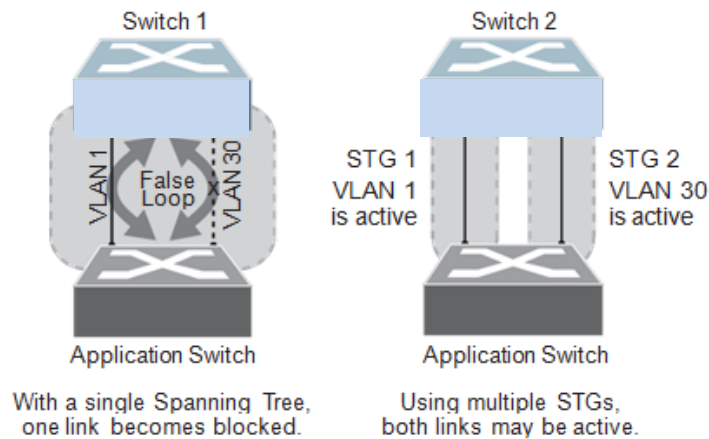 Switch 1
VLAN 1
False
Loop
X
VLAN 30
Application Switch
With a single Spanning Tree,
one link becomes blocked.
Switch 2
STG 1
VLAN 1
is active
STG 2
VLAN 30
is active
Application Switch
Using multiple STGs,
both links may be active.